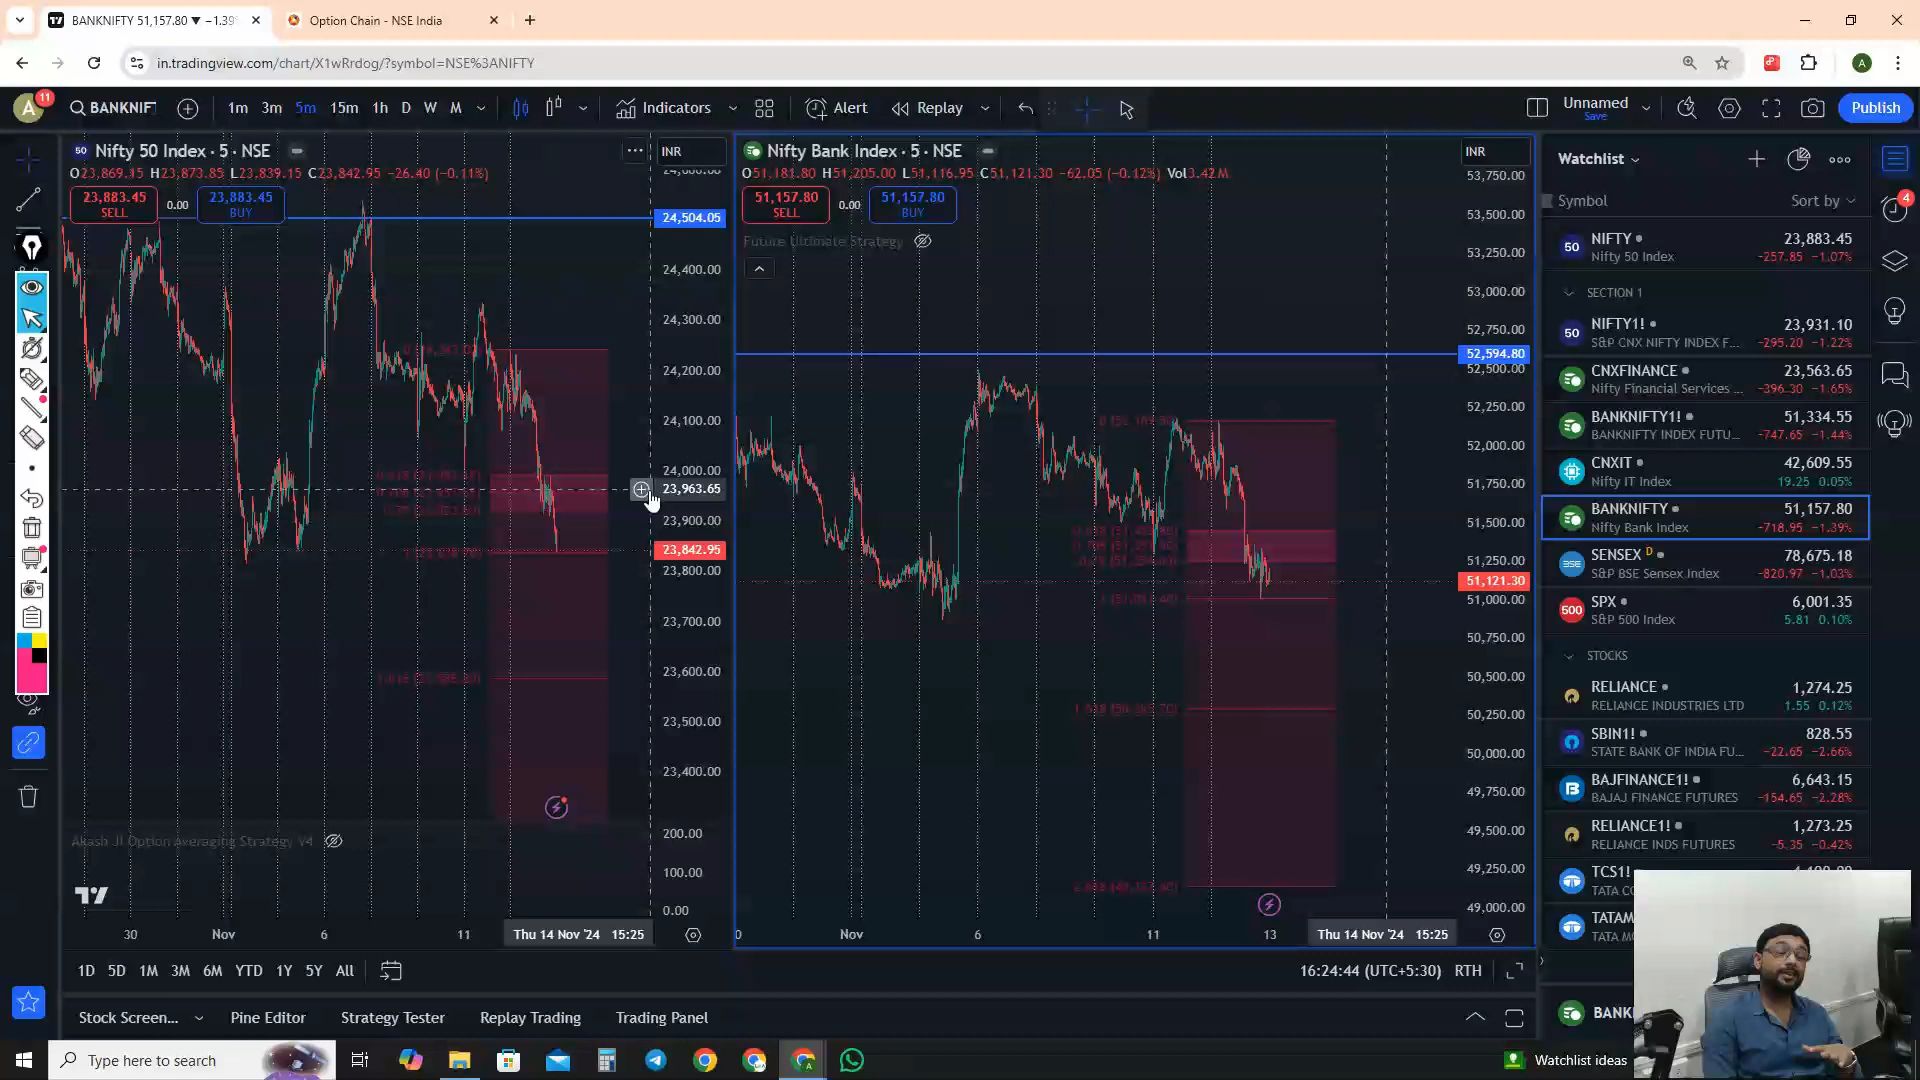 BANKNIFTY 51,157.80 ▼ −1.39%
Option Chain - NSE India
in.tradingview.com/chart/X1wRrdog/?symbol=NSE%3ANIFTY
A
11
BANKNIF
1m 3m 5m 15m 1h D W M
Indicators
Alert
Replay
Unnamed
Save
Publish
Nifty 50 Index · 5 · NSE
INR
O23,869.35 H23,873.85 L23,839.15 C23,842.95 −26.40 (−0.11%)
23,883.45
SELL
0.00
23,883.45
BUY
24,504.05
24,400.00
24,300.00
24,200.00
24,100.00
24,000.00
23,963.65
23,900.00
23,842.95
23,800.00
23,700.00
23,600.00
23,500.00
23,400.00
Akash JI Option Averaging Strategy V4
200.00
100.00
0.00
30 Nov 6 11 Thu 14 Nov '24 15:25
Nifty Bank Index · 5 · NSE
INR
O51,181.80 H51,205.00 L51,116.95 C51,121.30 −62.05 (−0.12%) Vol3.42M
51,157.80
SELL
0.00
51,157.80
BUY
Future Ultimate Strategy
53,750.00
53,500.00
53,250.00
53,000.00
52,750.00
52,594.80
52,500.00
52,250.00
52,000.00
51,750.00
51,500.00
51,250.00
51,121.30
51,000.00
50,750.00
50,500.00
50,250.00
50,000.00
49,750.00
49,500.00
49,250.00
49,000.00
0 Nov 6 11 13 Thu 14 Nov '24 15:25
Watchlist
Symbol Sort by
4
NIFTY 23,883.45
Nifty 50 Index −257.85 −1.07%
SECTION 1
NIFTY1! 23,931.10
S&P CNX NIFTY INDEX F... −295.20 −1.22%
CNXFINANCE 23,563.65
Nifty Financial Services ... −396.30 −1.65%
BANKNIFTY1! 51,334.55
BANKNIFTY INDEX FUTU... −747.65 −1.44%
CNXIT 42,609.55
Nifty IT Index 19.25 0.05%
BANKNIFTY 51,157.80
Nifty Bank Index −718.95 −1.39%
SENSEX D 78,675.18
S&P BSE Sensex Index −820.97 −1.03%
SPX 6,001.35
S&P 500 Index 5.81 0.10%
STOCKS
RELIANCE 1,274.25
RELIANCE INDUSTRIES LTD 1.55 0.12%
SBIN1! 828.55
STATE BANK OF INDIA FU... −22.65 −2.66%
BAJFINANCE1! 6,643.15
BAJAJ FINANCE FUTURES −154.65 −2.28%
RELIANCE1! 1,273.25
RELIANCE INDS FUTURES −5.35 −0.42%
TCS1!
TATA CO
TATAM
TATA M
BANK
1D 5D 1M 3M 6M YTD 1Y 5Y All
16:24:44 (UTC+5:30) RTH
Stock Screen... Pine Editor Strategy Tester Replay Trading Trading Panel
Type here to search
Watchlist ideas